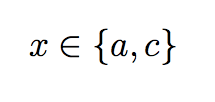 x ∈ {a, c}